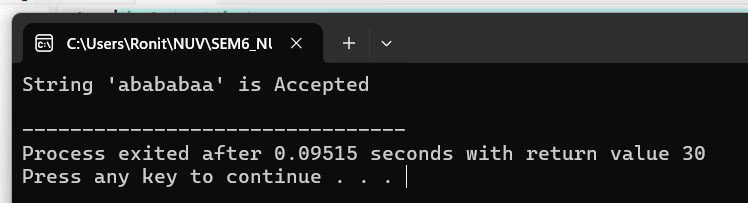 C:\Users\Ronit\NUV\SEM6_NU
String 'abababaa' is Accepted
--------------------------------
Process exited after 0.09515 seconds with return value 30
Press any key to continue . . .